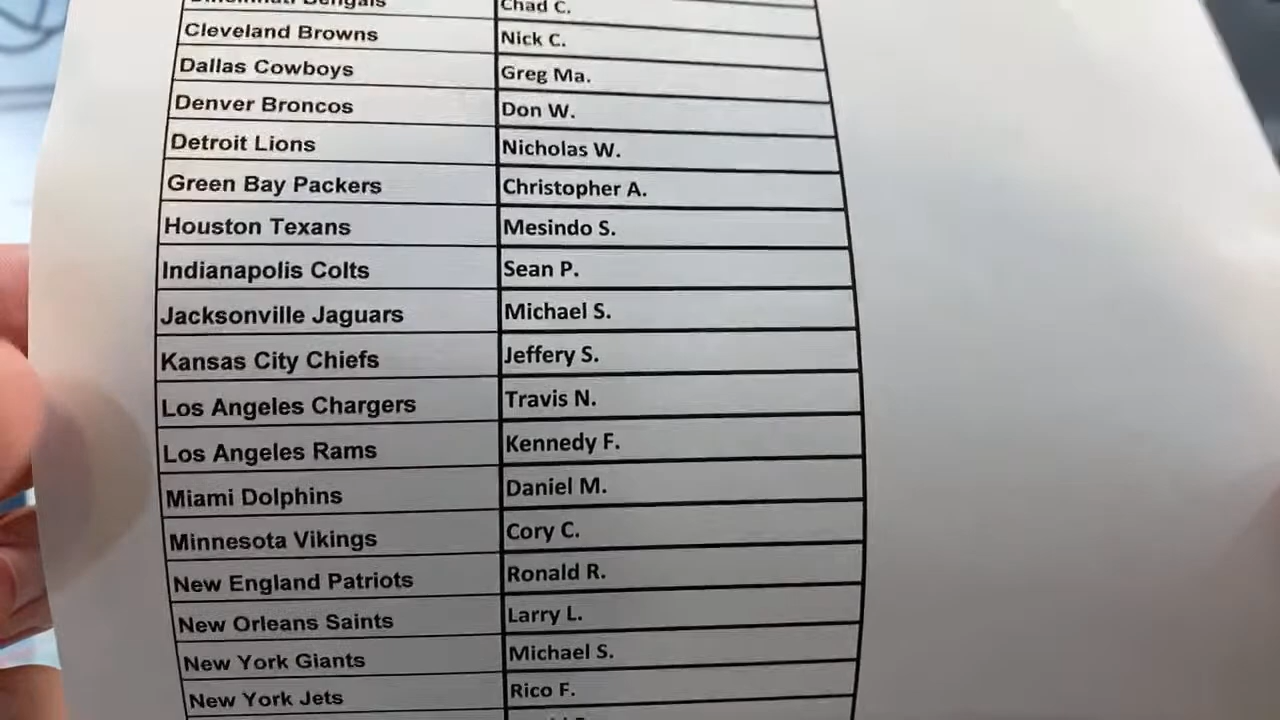 Cincinnati Bengals Chad C.
Cleveland Browns Nick C.
Dallas Cowboys Greg Ma.
Denver Broncos Don W.
Detroit Lions Nicholas W.
Green Bay Packers Christopher A.
Houston Texans Mesindo S.
Indianapolis Colts Sean P.
Jacksonville Jaguars Michael S.
Kansas City Chiefs Jeffery S.
Los Angeles Chargers Travis N.
Los Angeles Rams Kennedy F.
Miami Dolphins Daniel M.
Minnesota Vikings Cory C.
New England Patriots Ronald R.
New Orleans Saints Larry L.
New York Giants Michael S.
New York Jets Rico F.